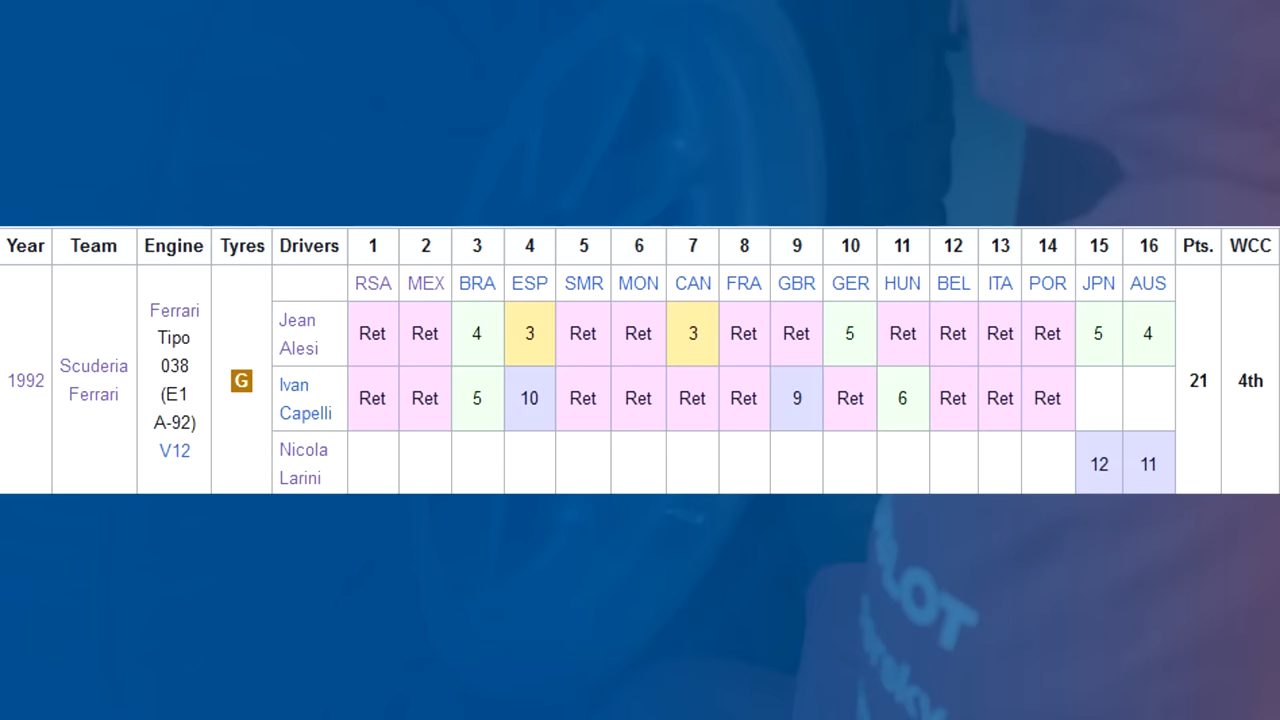 Year Team Engine Tyres Drivers 1 2 3 4 5 6 7 8 9 10 11 12 13 14 15 16 Pts. WCC
RSA MEX BRA ESP SMR MON CAN FRA GBR GER HUN BEL ITA POR JPN AUS
1992
Scuderia
Ferrari
Ferrari
Tipo
038
(E1
A-92)
V12
G
Jean
Alesi
Ret Ret 4 3 Ret Ret 3 Ret Ret 5 Ret Ret Ret Ret 5 4
Ivan
Capelli
Ret Ret 5 10 Ret Ret Ret Ret 9 Ret 6 Ret Ret Ret
Nicola
Larini
12 11
21
4th